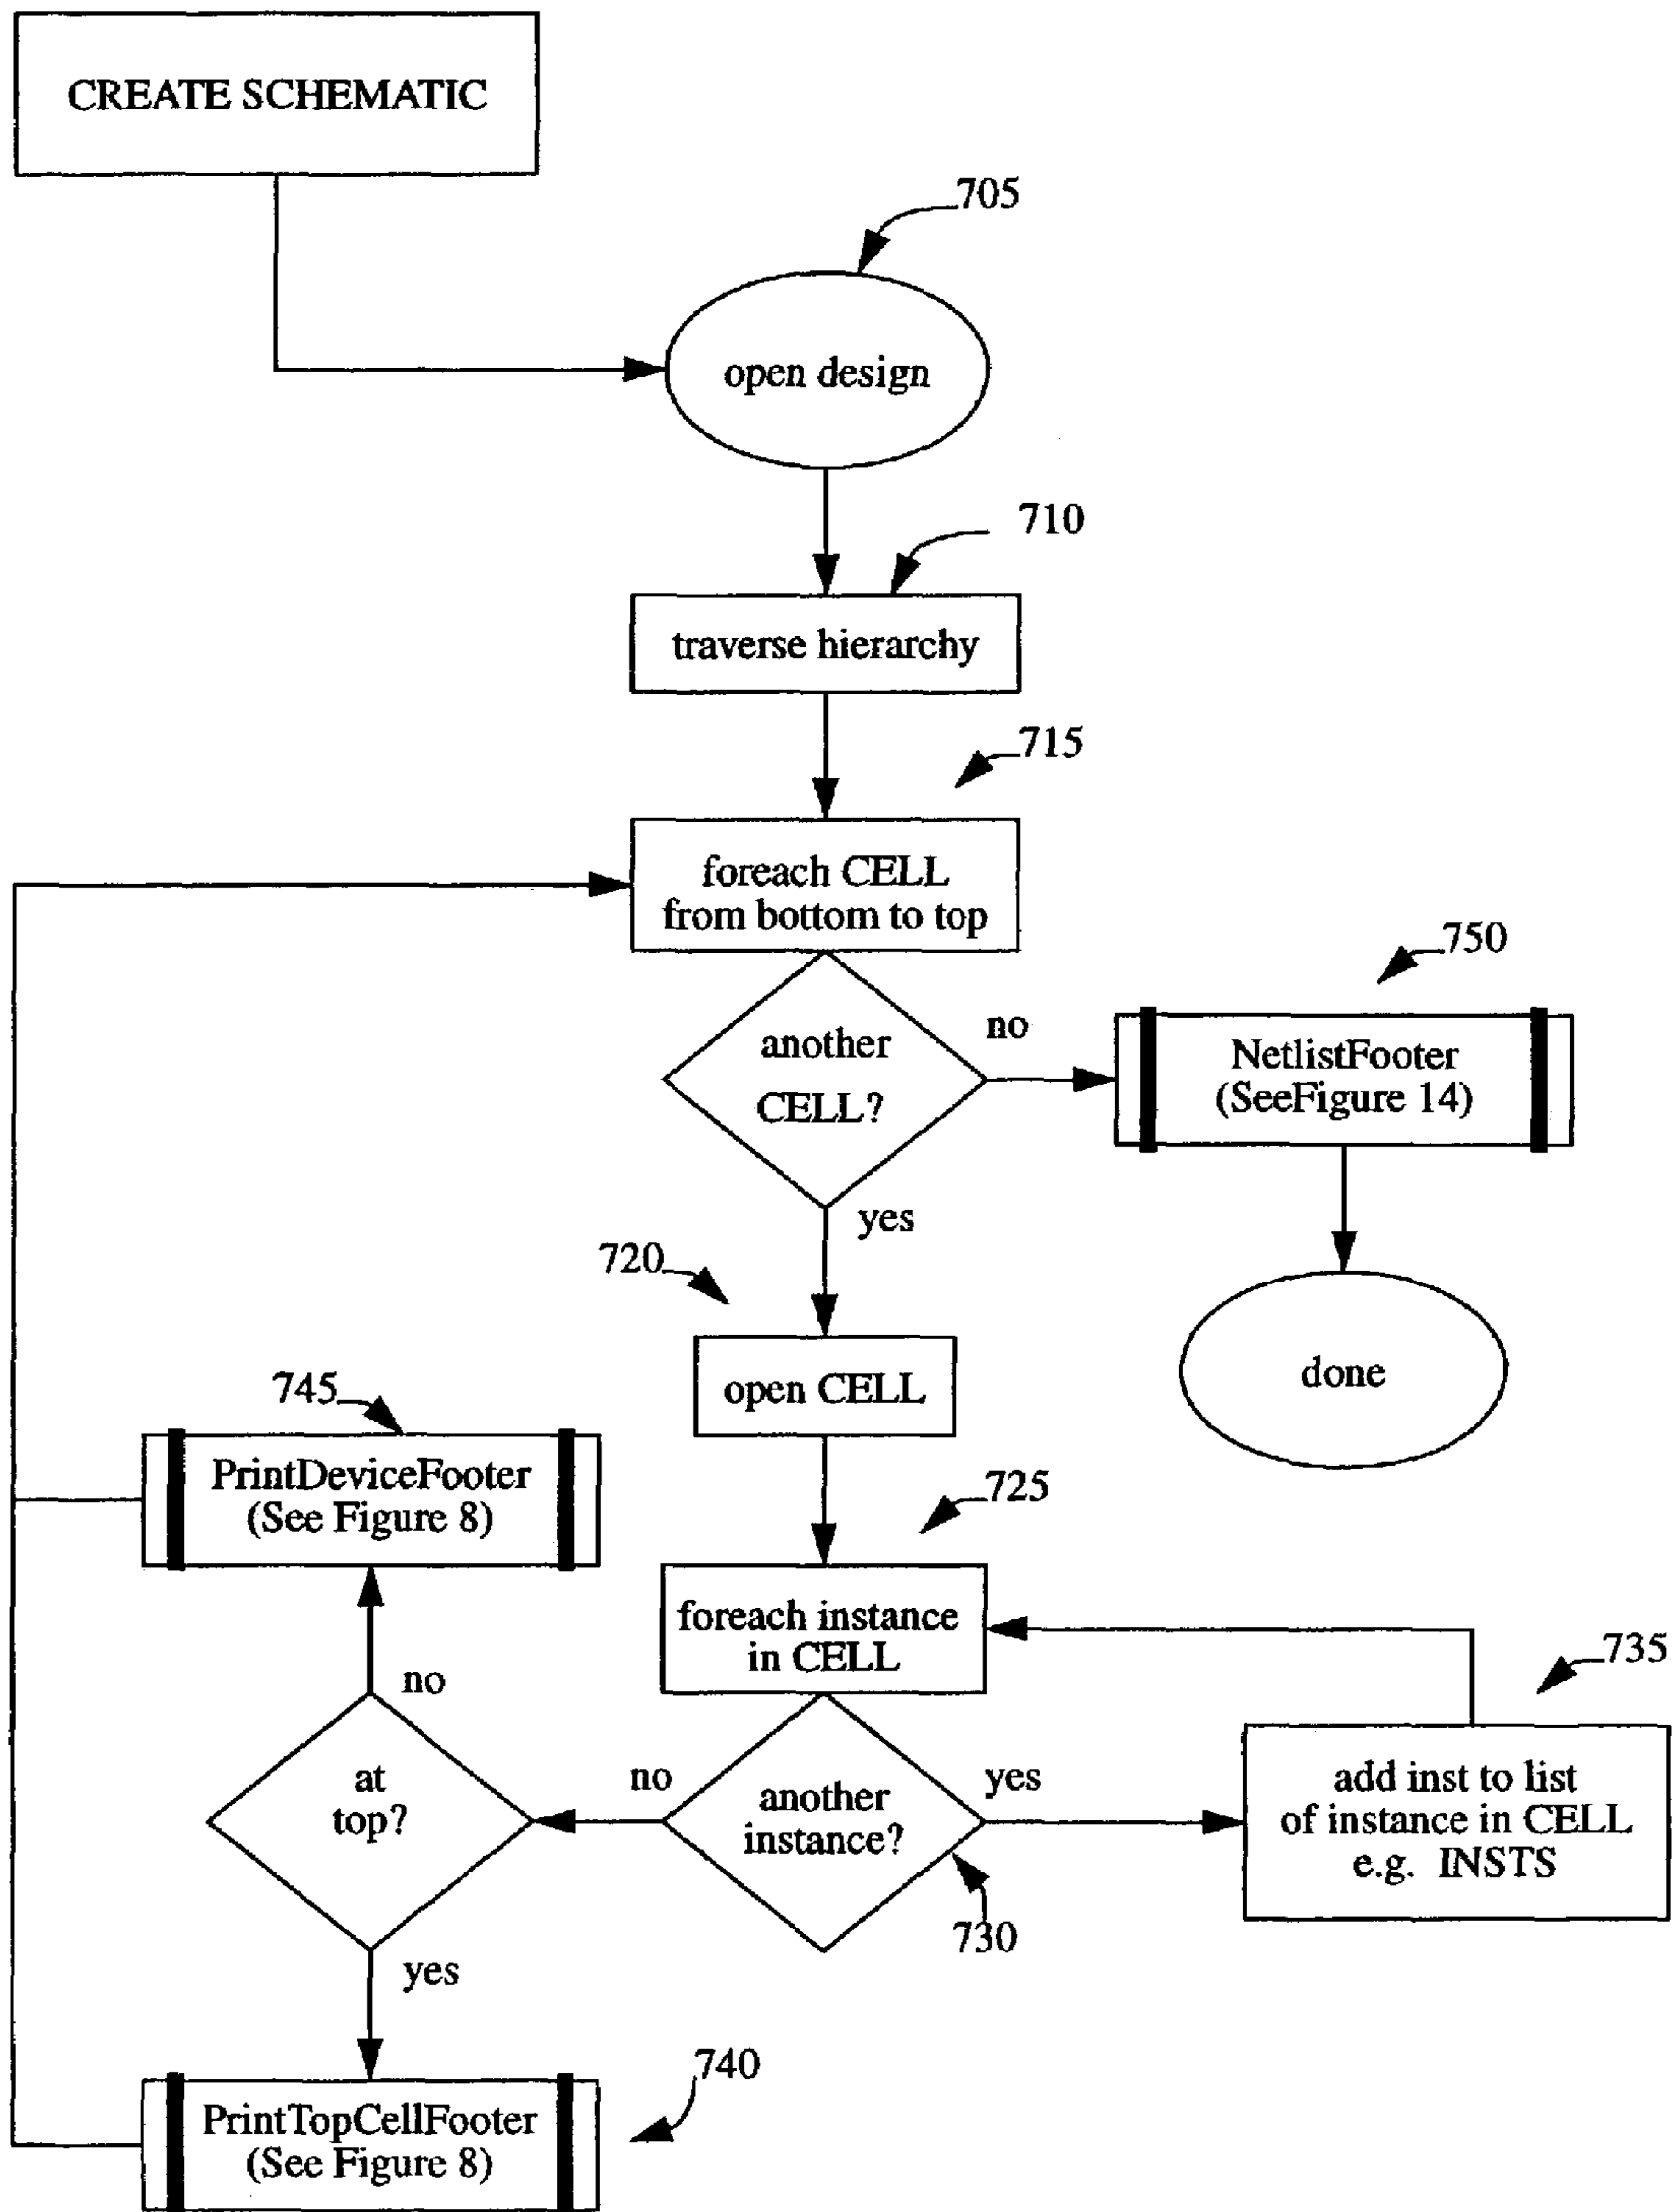 CREATE SCHEMATIC
705
open design
710
traverse hierarchy
715
foreach CELL
from bottom to top
750
another
CELL?
no
NetlistFooter
(SeeFigure 14)
yes
720
open CELL
done
745
PrintDeviceFooter
(See Figure 8)
725
foreach instance
in CELL
735
no
at
top?
no
another
instance?
yes
add inst to list
of instance in CELL
e.g. INSTS
730
yes
740
PrintTopCellFooter
(See Figure 8)